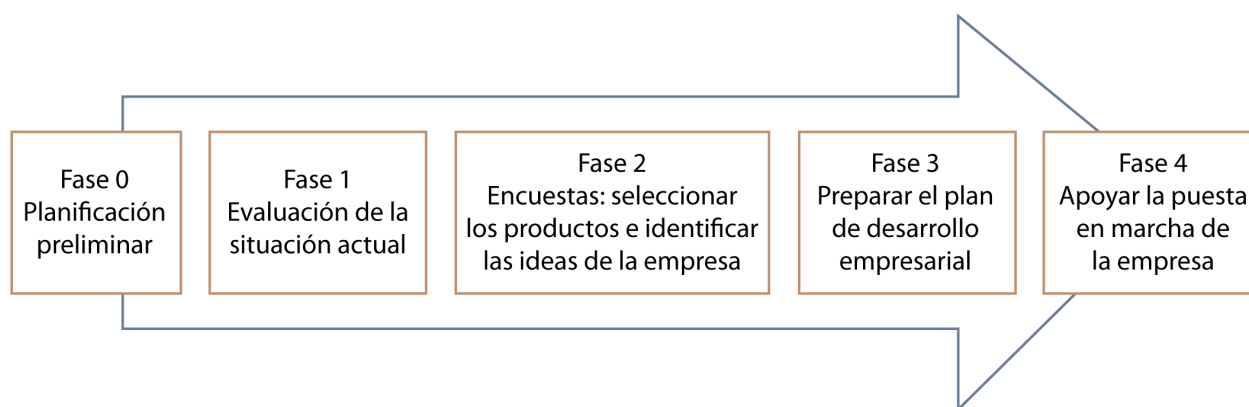 Fase 0
Planificación
preliminar
Fase 1
Evaluación de la
situación actual
Fase 2
Encuestas: seleccionar
los productos e identificar
las ideas de la empresa
Fase 3
Preparar el plan
de desarrollo
empresarial
Fase 4
Apoyar la puesta
en marcha de
la empresa